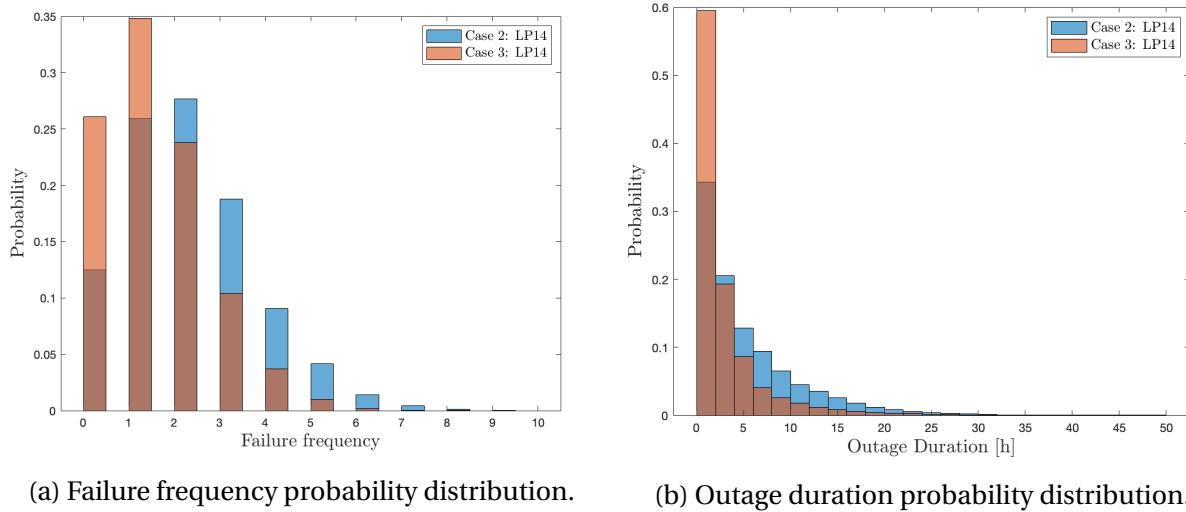 0.35
0.3
0.25
0.2
0.15
0.1
0.05
0
Probability
Case 2: LP14
Case 3: LP14
0 1 2 3 4 5 6 7 8 9 10
Failure frequency
(a) Failure frequency probability distribution.
0.6
0.5
0.4
0.3
0.2
0.1
0
Probability
Case 2: LP14
Case 3: LP14
0 5 10 15 20 25 30 35 40 45 50
Outage Duration [h]
(b) Outage duration probability distribution.